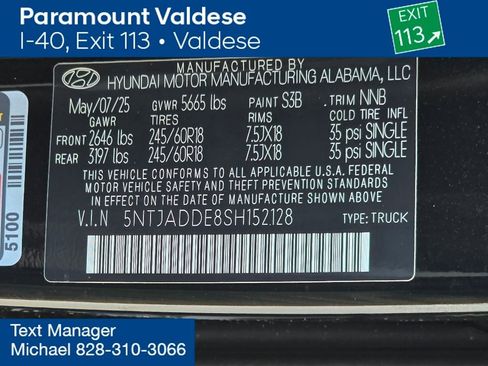 Paramount Valdese
I-40, Exit 113 • Valdese
EXIT
113
MANUFACTURED BY
HYUNDAI MOTOR MANUFACTURING ALABAMA, LLC
May/07/25 GVWR 5665 lbs PAINT S3B . TRIM NNB
GAWR TIRES RIMS COLD TIRE INFL
FRONT 2646 lbs 245/60R18 7.5JX18 35 psi SINGLE
REAR 3197 lbs 245/60R18 7.5JX18 35 psi SINGLE
THIS VEHICLE CONFORMS TO ALL APPLICABLE U.S.A. FEDERAL
MOTOR VEHICLE SAFETY AND THEFT PREVENTION STANDARDS IN
EFFECT ON THE DATE OF MANUFACTURE SHOWN ABOVE.
V.I.N 5NTJADDE8SH152128 TYPE: TRUCK
5100
Text Manager
Michael 828-310-3066